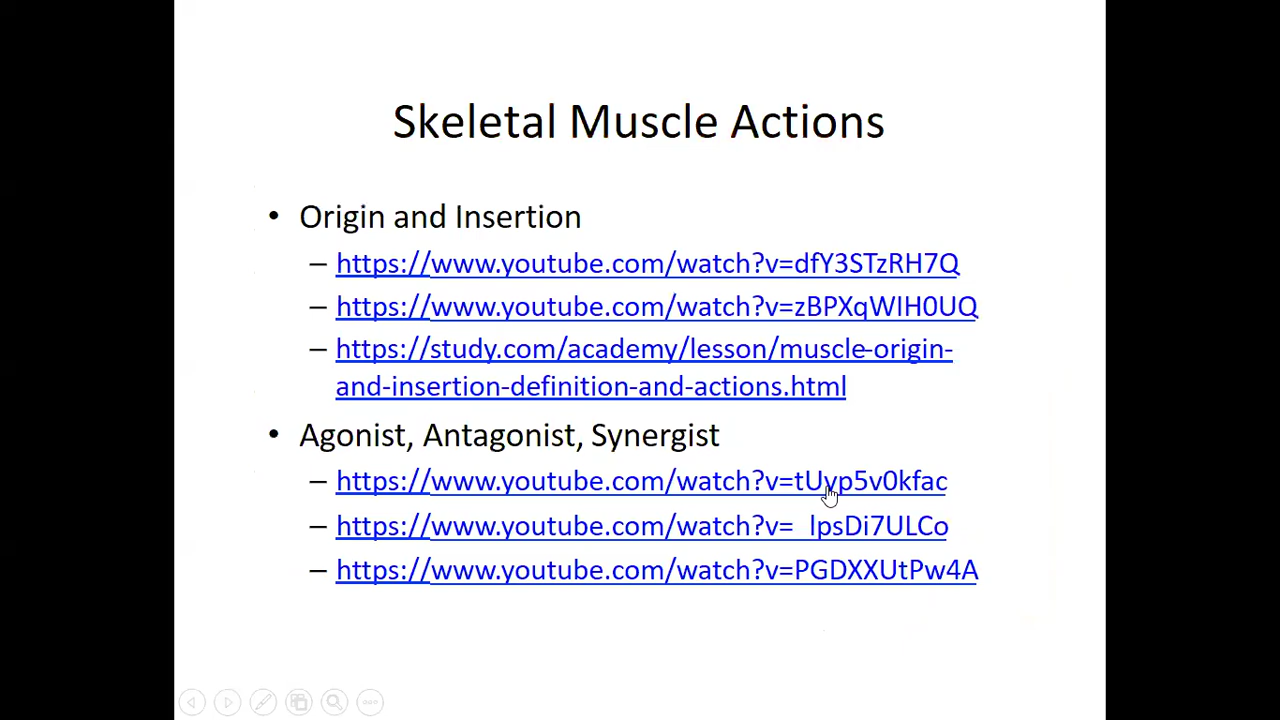 Skeletal Muscle Actions
• Origin and Insertion
– https://www.youtube.com/watch?v=dfY3STzRH7Q
– https://www.youtube.com/watch?v=zBPXqWIH0UQ
– https://study.com/academy/lesson/muscle-origin-
and-insertion-definition-and-actions.html
• Agonist, Antagonist, Synergist
– https://www.youtube.com/watch?v=tUyp5v0kfac
– https://www.youtube.com/watch?v=_lpsDi7ULCo
– https://www.youtube.com/watch?v=PGDXXUtPw4A